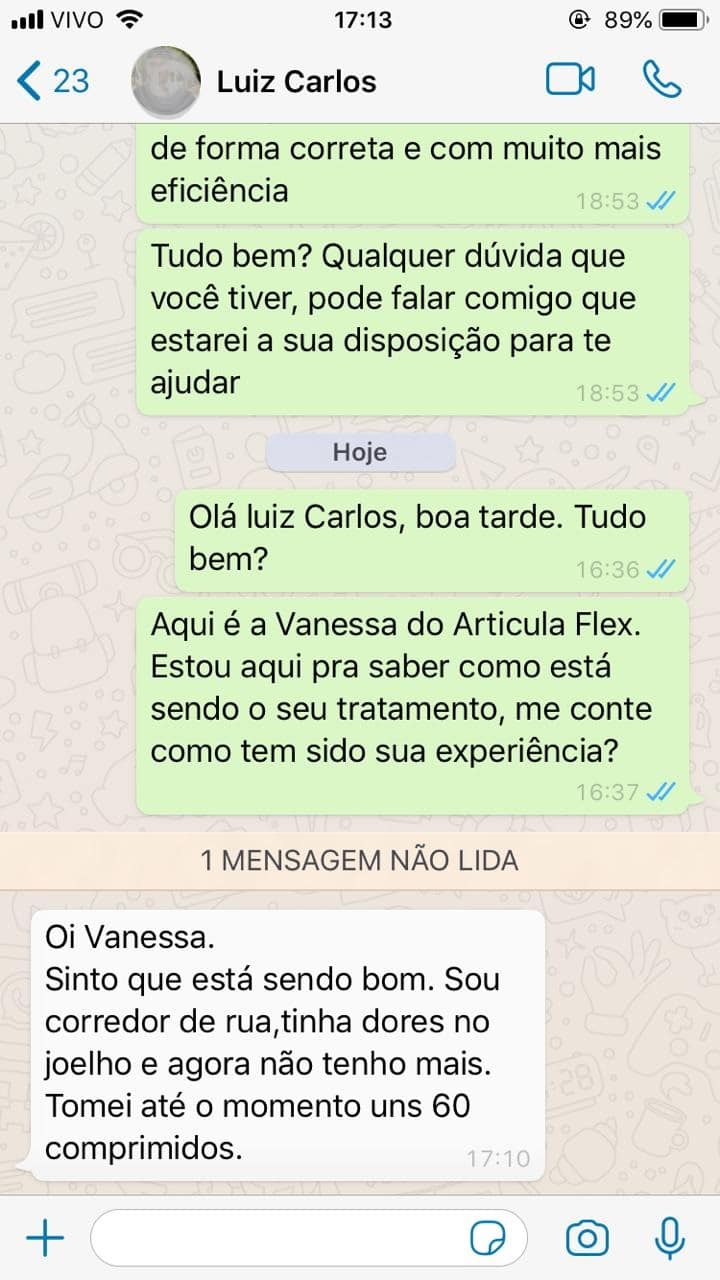 VIVO 17:13 89%
23 Luiz Carlos
de forma correta e com muito mais
eficiência
18:53
Tudo bem? Qualquer dúvida que
você tiver, pode falar comigo que
estarei a sua disposição para te
ajudar
18:53
Hoje
Olá luiz Carlos, boa tarde. Tudo
bem?
16:36
Aqui é a Vanessa do Articula Flex.
Estou aqui pra saber como está
sendo o seu tratamento, me conte
como tem sido sua experiência?
16:37
1 MENSAGEM NÃO LIDA
Oi Vanessa.
Sinto que está sendo bom. Sou
corredor de rua,tinha dores no
joelho e agora não tenho mais.
Tomei até o momento uns 60
comprimidos.
17:10